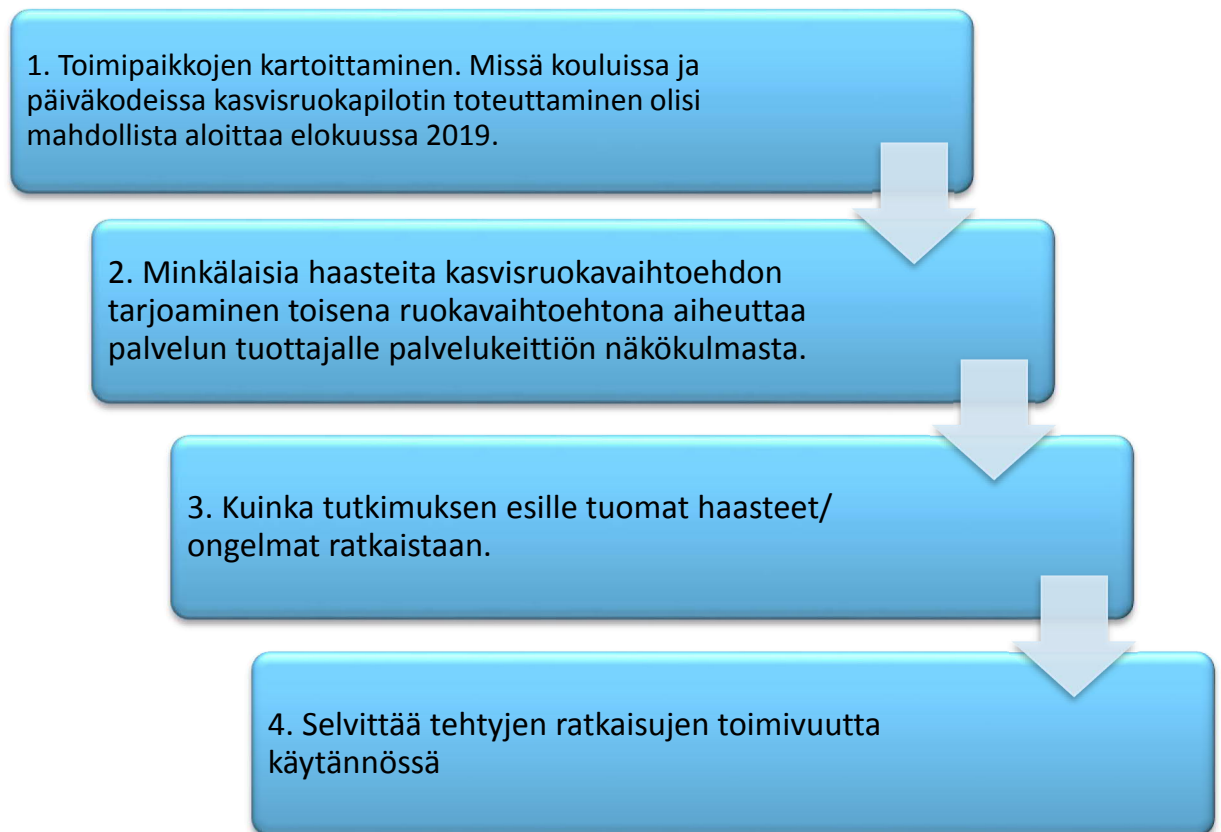 1. Toimipaikkojen kartoittaminen. Missä kouluissa ja
päiväkodeissa kasvisruokapilotin toteuttaminen olisi
mahdollista aloittaa elokuussa 2019.
2. Minkälaisia haasteita kasvisruokavaihtoehdon
tarjoaminen toisena ruokavaihtoehtona aiheuttaa
palvelun tuottajalle palvelukeittiön näkökulmasta.
3. Kuinka tutkimuksen esille tuomat haasteet/
ongelmat ratkaistaan.
4. Selvittää tehtyjen ratkaisujen toimivuutta
käytännössä